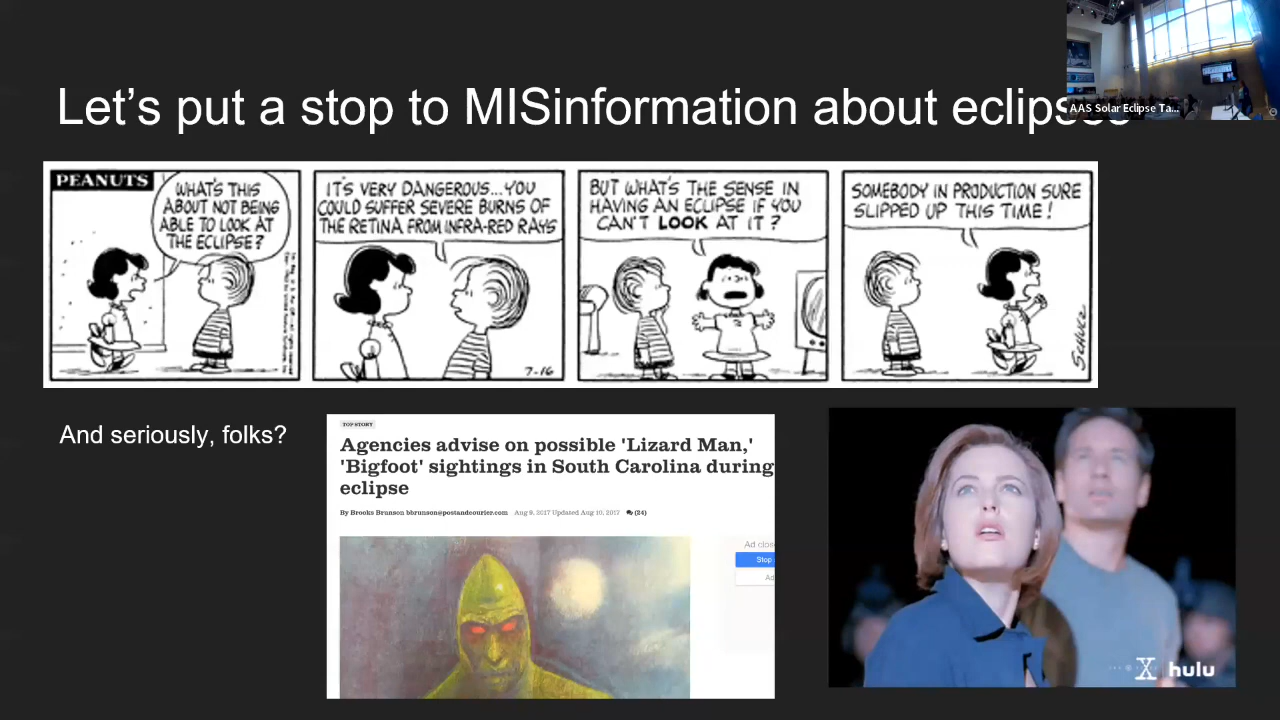 Let’s put a stop to MISinformation about eclipses
AAS Solar Eclipse Ta...
PEANUTS
WHAT'S THIS
ABOUT NOT BEING
ABLE TO LOOK AT
THE ECLIPSE?
IT'S VERY DANGEROUS...YOU
COULD SUFFER SEVERE BURNS OF
THE RETINA FROM INFRA-RED RAYS
7-16
BUT WHAT'S THE SENSE IN
HAVING AN ECLIPSE IF YOU
CAN'T LOOK AT IT?
SOMEBODY IN PRODUCTION SURE
SLIPPED UP THIS TIME!
SCHULZ
And seriously, folks?
TOP STORY
Agencies advise on possible 'Lizard Man,'
'Bigfoot' sightings in South Carolina during
eclipse
By Brooks Brunson bbrunson@postandcourier.com Aug 8, 2017 Updated Aug 10, 2017 (24)
Ad clos
Stop
Ad
X hulu